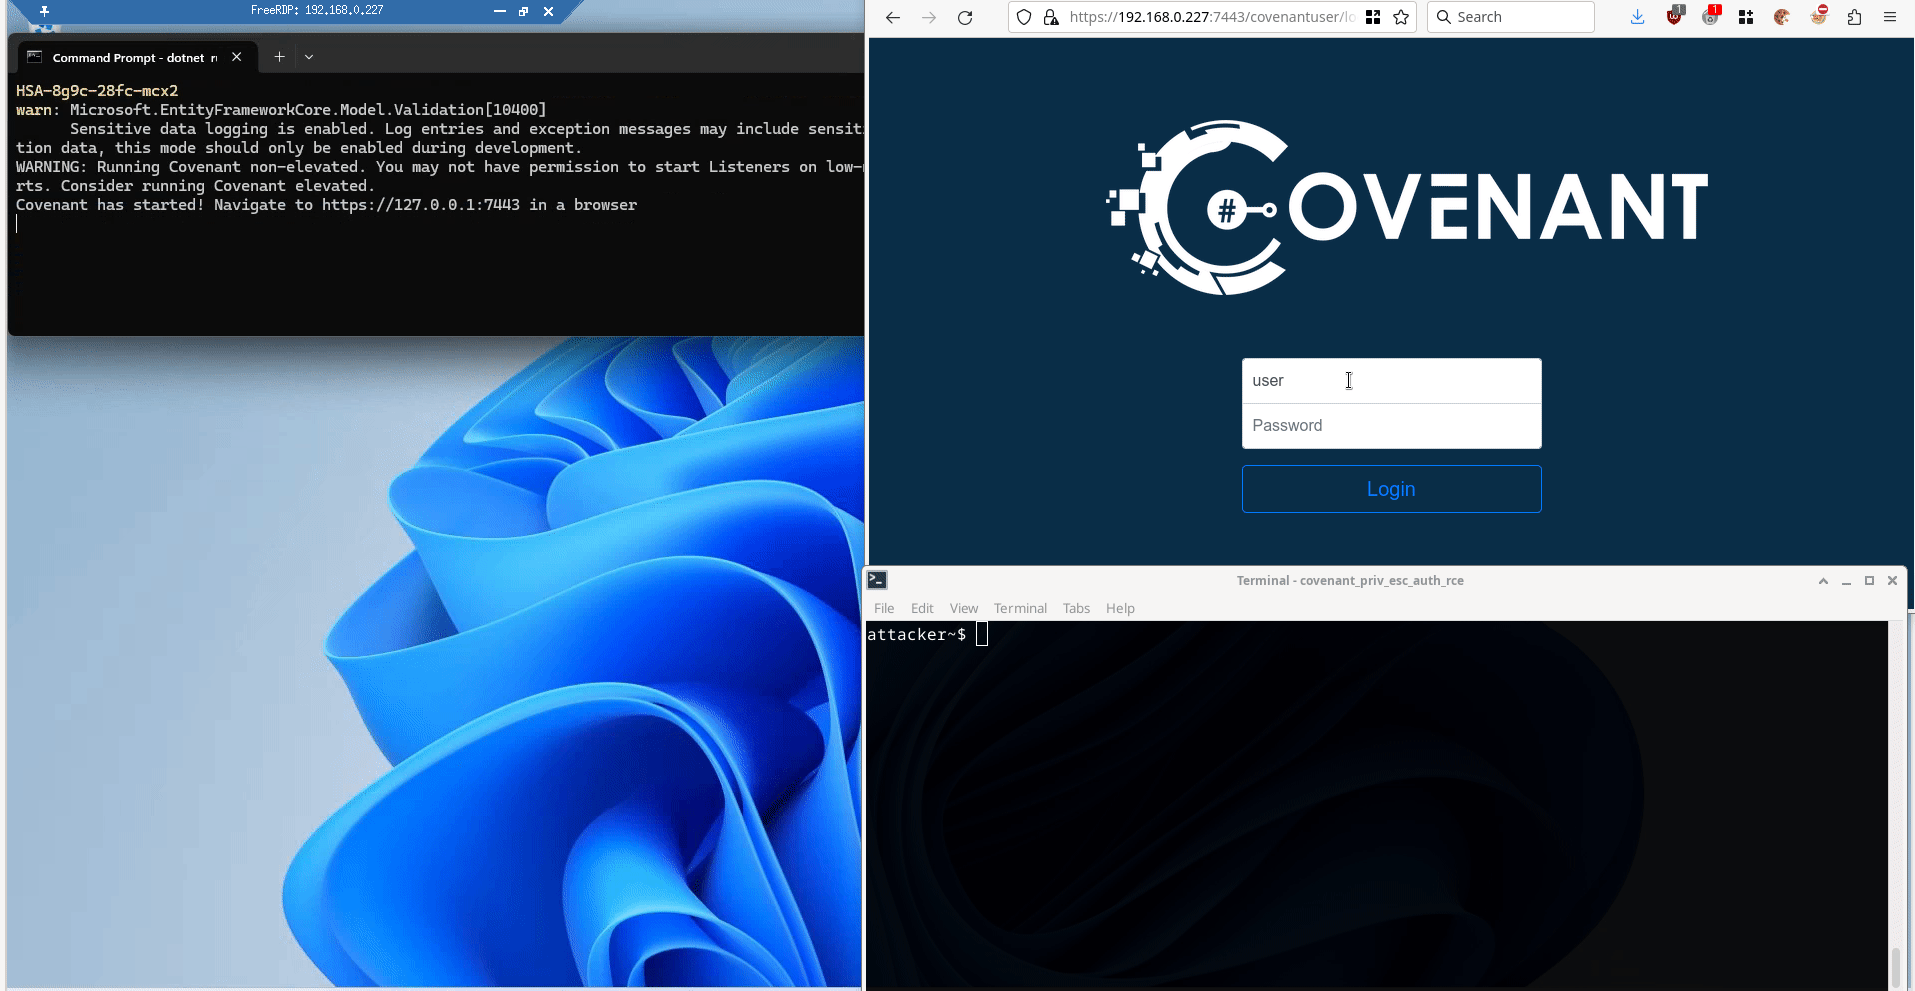 FreeRDP: 192.168.0.227
Command Prompt - dotnet
HSA-8g9c-28fc-mcx2
warn: Microsoft.EntityFrameworkCore.Model.Validation[10400]
Sensitive data logging is enabled. Log entries and exception messages may include sensit
tion data, this mode should only be enabled during development.
WARNING: Running Covenant non-elevated. You may not have permission to start Listeners on low-
rts. Consider running Covenant elevated.
Covenant has started! Navigate to https://127.0.0.1:7443 in a browser
https://192.168.0.227:7443/covenantuser/lo
Search
1
1
#
COVENANT
user
Password
Login
Terminal - covenant_priv_esc_auth_rce
File Edit View Terminal Tabs Help
attacker~$